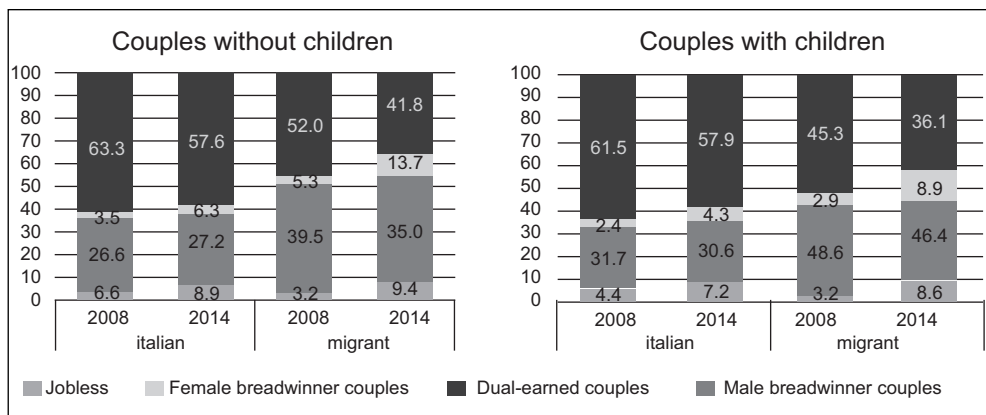 Couples without children
100
90
80
70
60
50
40
30
20
10
0
63.3 57.6 52.0 41.8
3.5 6.3 5.3 13.7
26.6 27.2 39.5 35.0
6.6 8.9 3.2 9.4
2008 2014 2008 2014
italian migrant
Couples with children
100
90
80
70
60
50
40
30
20
10
0
61.5 57.9 45.3 36.1
2.4 4.3 2.9 8.9
31.7 30.6 48.6 46.4
4.4 7.2 3.2 8.6
2008 2014 2008 2014
italian migrant
Jobless Female breadwinner couples Dual-earned couples Male breadwinner couples